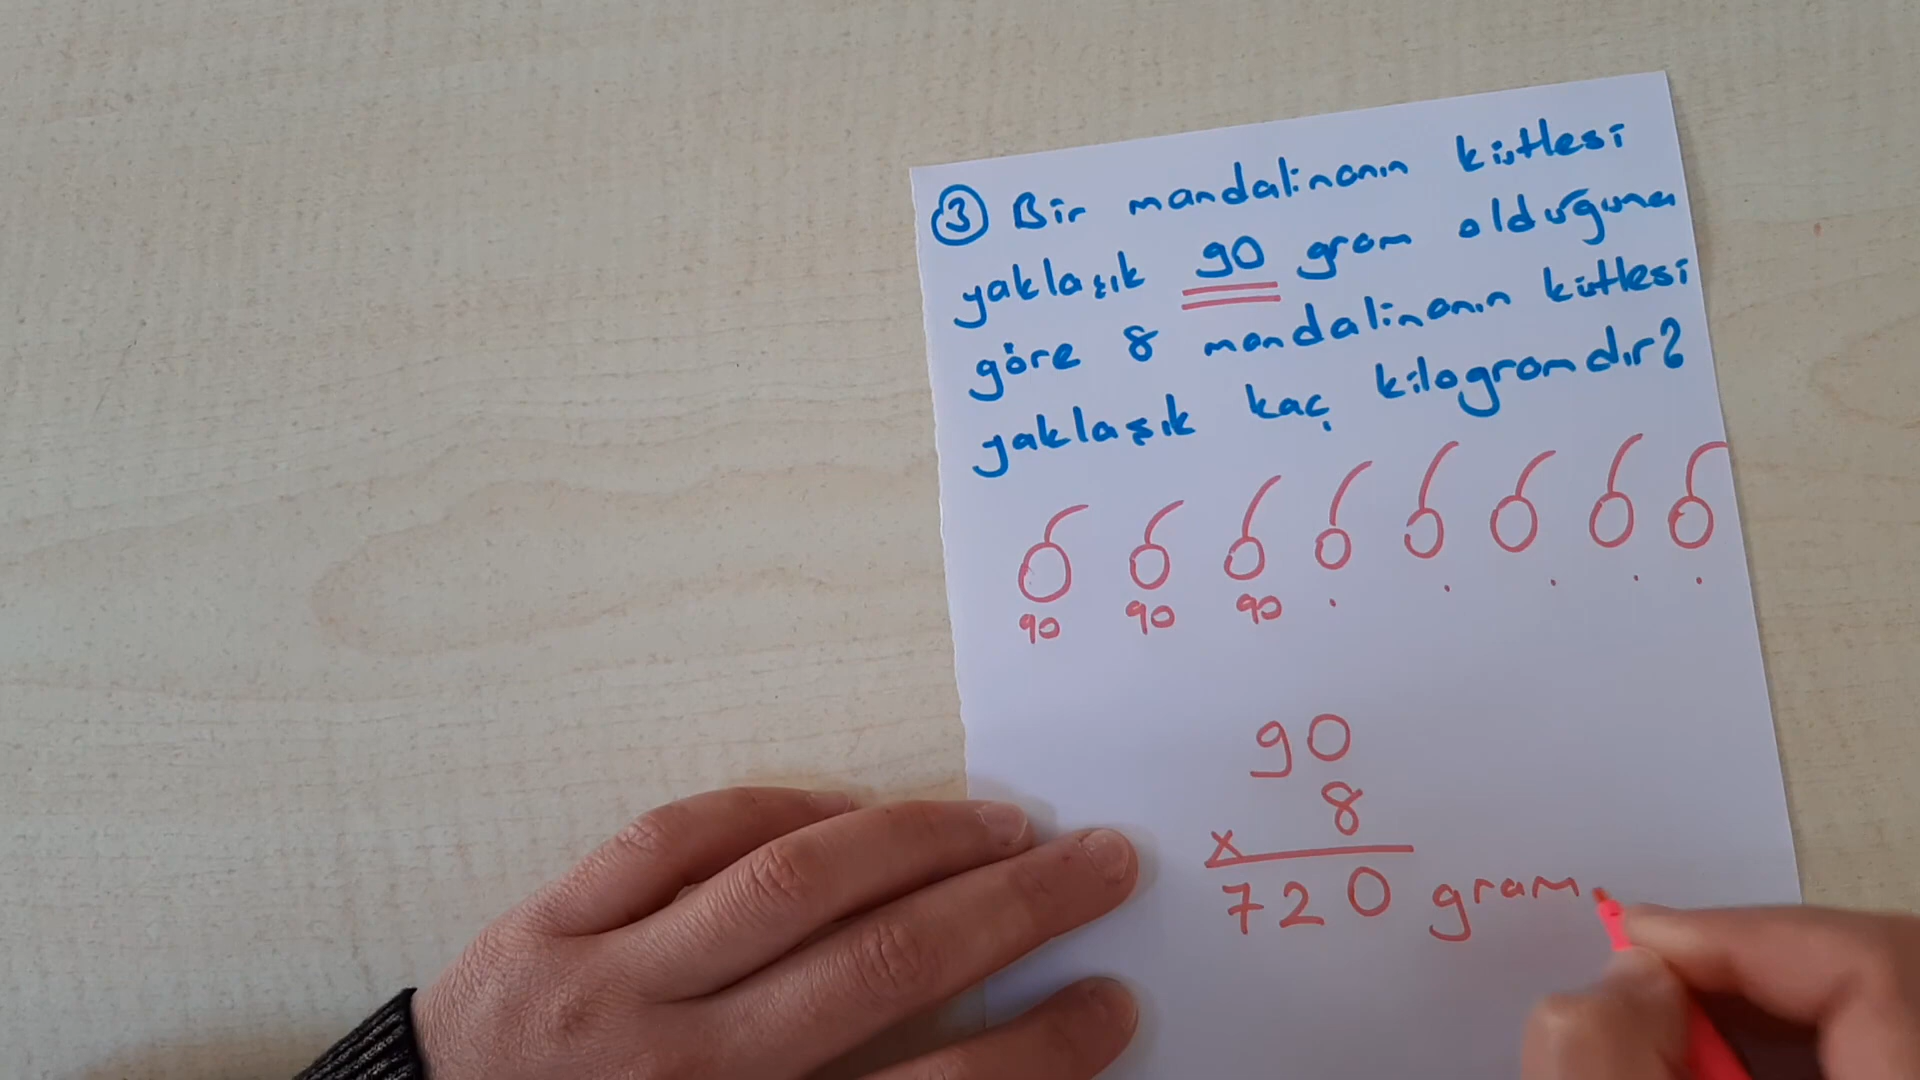 3 Bir mandalinanın kütlesi
yaklaşık 90 gram olduğuna
göre 8 mandalinanın kütlesi
yaklaşık kaç kilogramdır?
90 90 90 . . . . .
90
8
x
720 gram